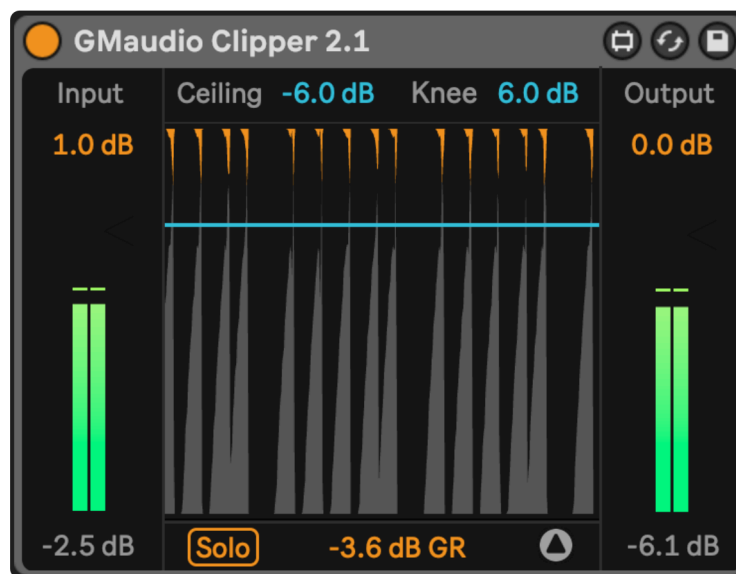 GMaudio Clipper 2.1
Input Ceiling -6.0 dB Knee 6.0 dB Output
1.0 dB 0.0 dB
-2.5 dB Solo -3.6 dB GR -6.1 dB